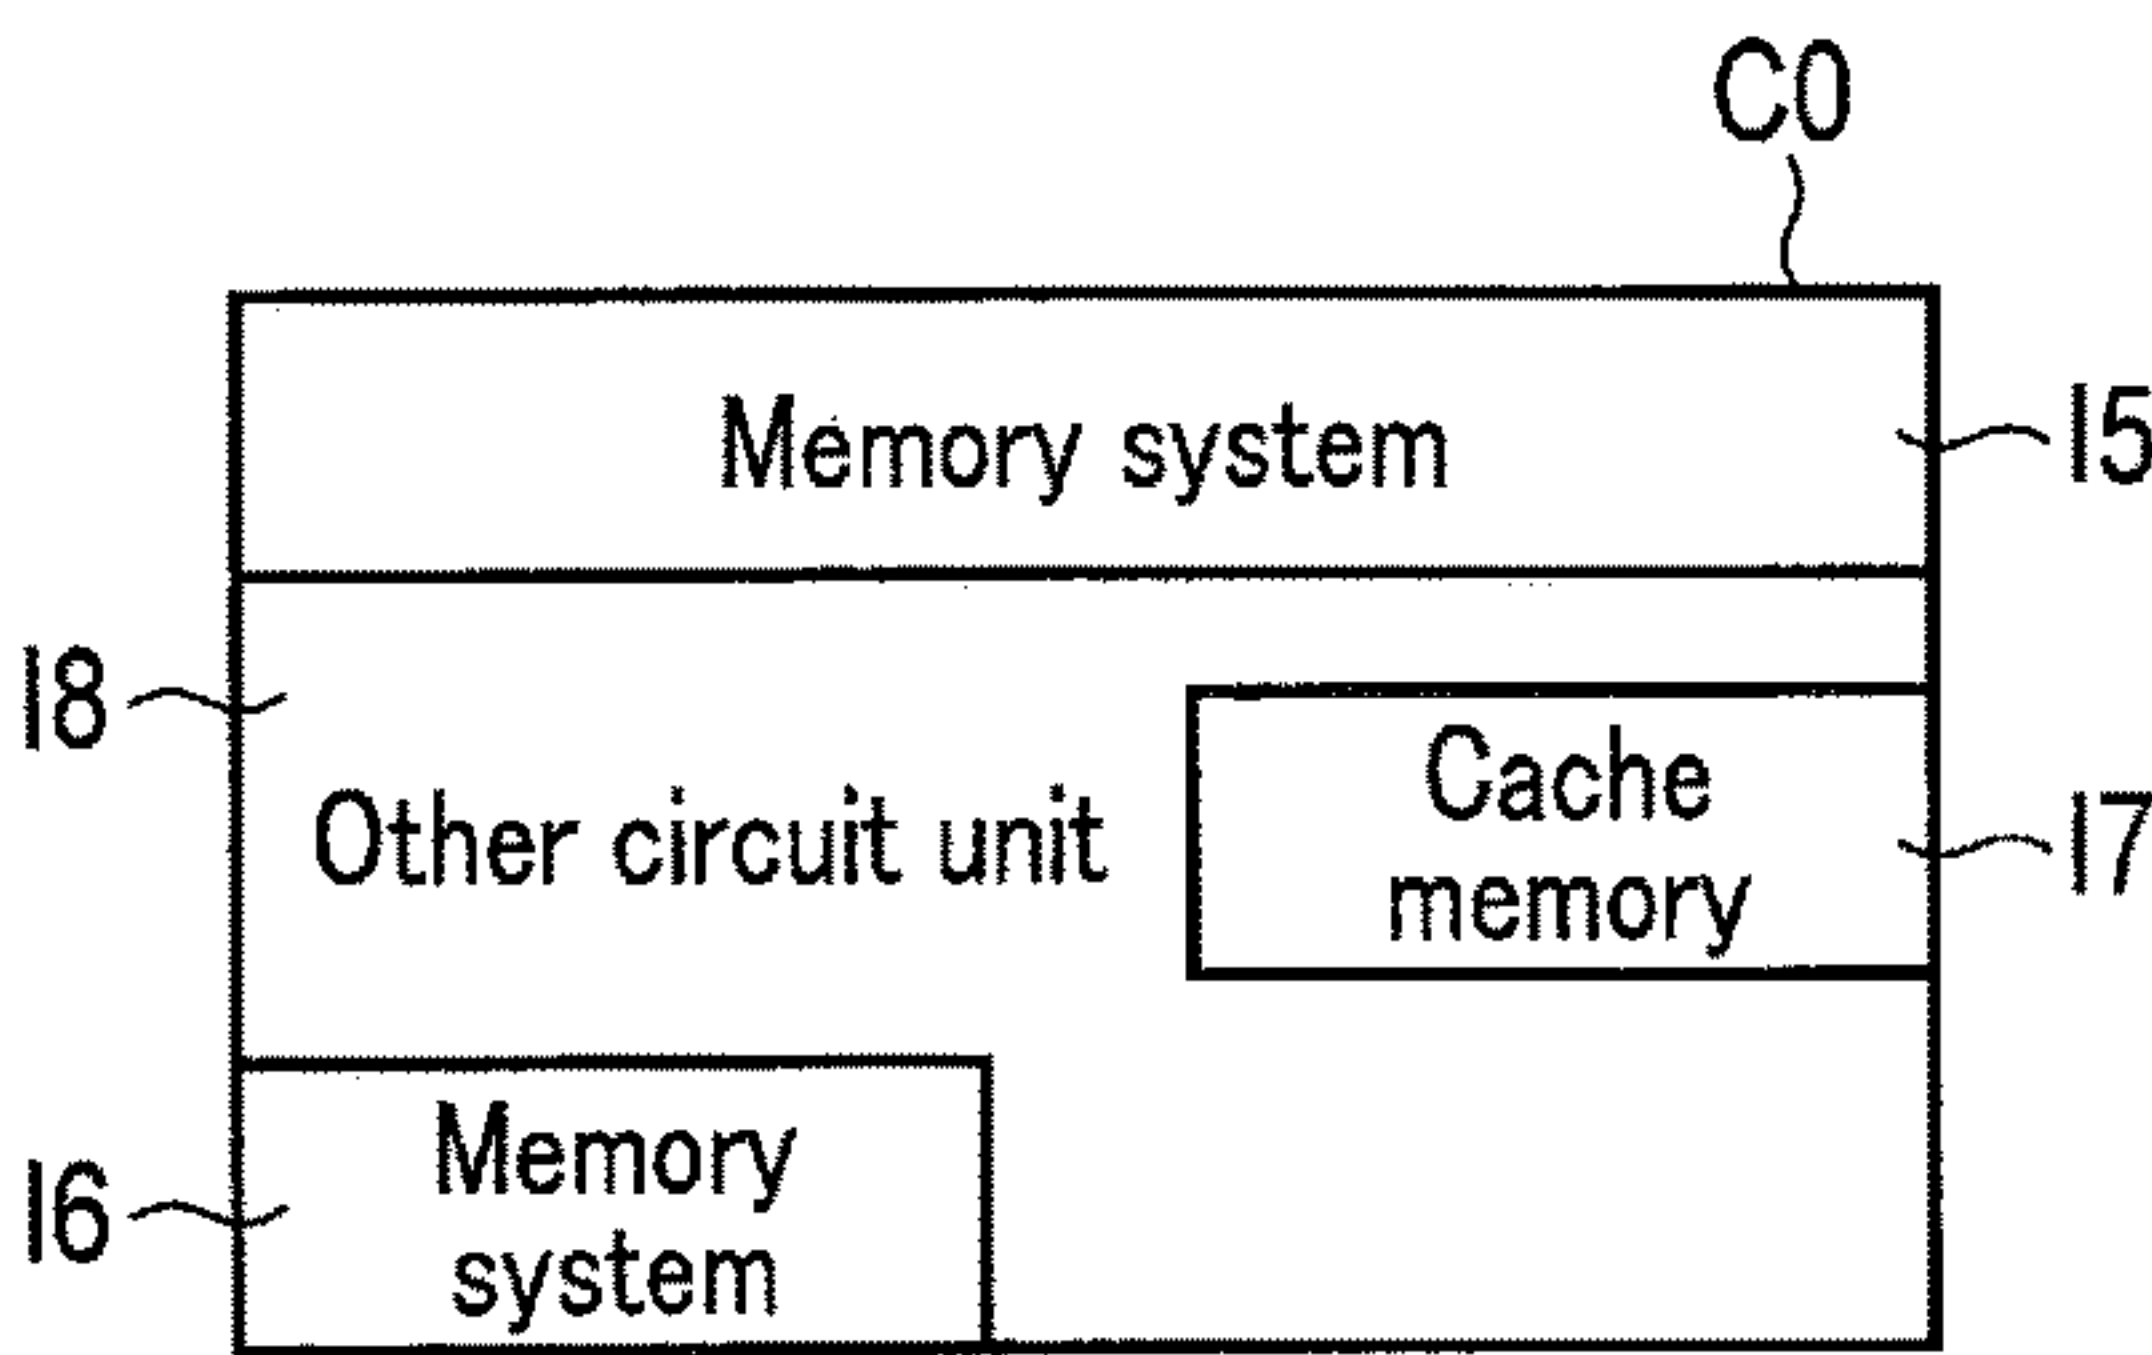 C0
Memory system
15
18
Other circuit unit
Cache
memory
17
16
Memory
system